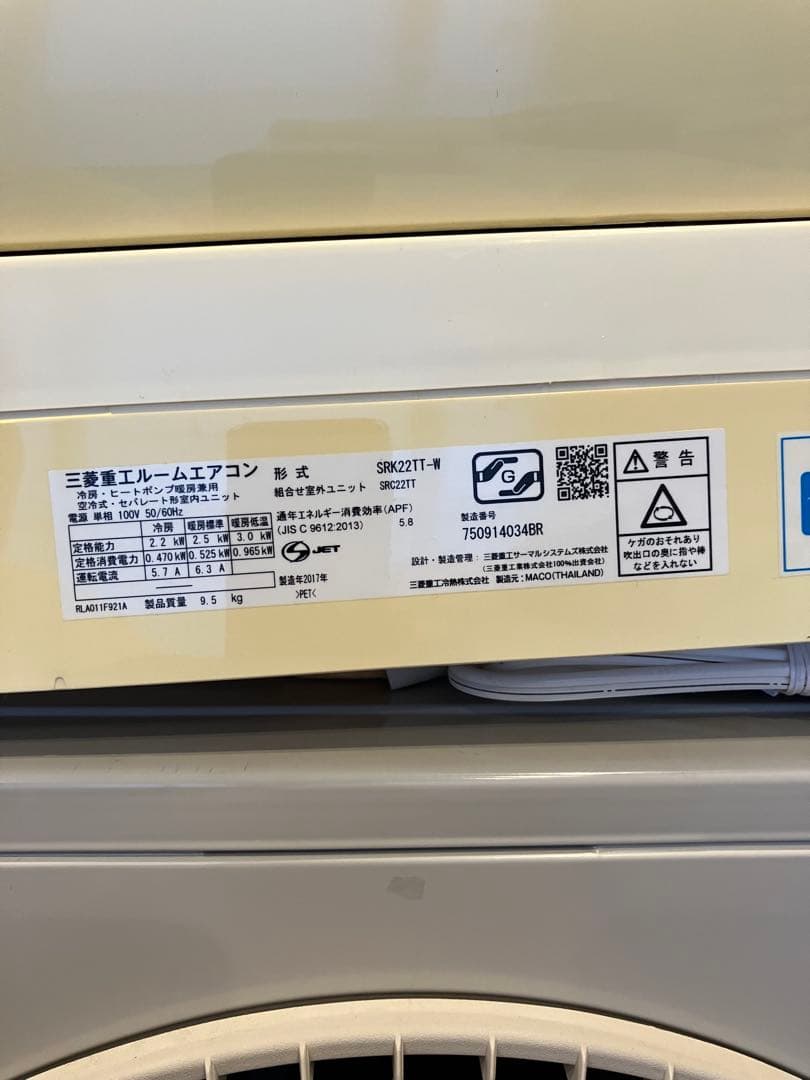 三菱重工ルームエアコン
冷房・ヒートポンプ暖房兼用
空冷式・セパレート形室内ユニット
電源 単相 100V 50/60Hz
冷房 暖房標準 暖房低温
定格能力 2.2 kW 2.5 kW 3.0 kW
定格消費電力 0.470 kW 0.525 kW 0.965 kW
運転電流 5.7 A 6.3 A
RLA011F921A 製品質量 9.5 kg
形式 SRK22TT-W
組合せ室外ユニット SRC22TT
通年エネルギー消費効率(APF)
(JIS C 9612:2013) 5.8
JET
製造年2017年
>PET<
G
製造番号
750914034BR
設計・製造管理: 三菱重工サーマルシステムズ株式会社
(三菱重工業株式会社100%出資会社)
三菱重工冷熱株式会社 製造元:MACO(THAILAND)
警告
ケガのおそれあり
吹出口の奥に指や棒
などを入れない